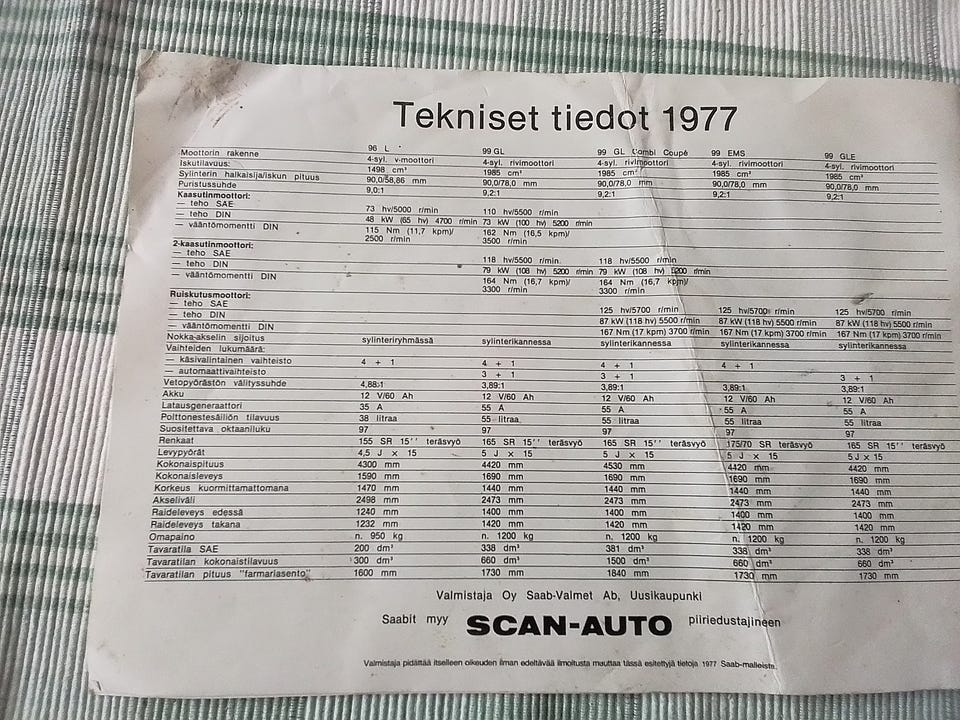 Tekniset tiedot 1977
96 L 99 GL 99 GL Combi Coupé 99 EMS 99 GLE
Moottorin rakenne 4-syl. v-moottori 4-syl. rivimoottori 4-syl. rivimoottori 4-syl. rivimoottori 4-syl. rivimoottori
Iskutilavuus: 1498 cm³ 1985 cm³ 1985 cm³ 1985 cm³ 1985 cm³
Sylinterin halkaisija/iskun pituus 90,0/58,86 mm 90,0/78,0 mm 90,0/78,0 mm 90,0/78,0 mm 90,0/78,0 mm
Puristussuhde 9,0:1 9,2:1 9,2:1 9,2:1 9,2:1
Kaasutinmoottori:
— teho SAE 73 hv/5000 r/min 110 hv/5500 r/min
— teho DIN 48 kW (65 hv) 4700 r/min 73 kW (100 hv) 5200 r/min
— vääntömomentti DIN 115 Nm (11,7 kpm)/ 162 Nm (16,5 kpm)/
2500 r/min 3500 r/min
2-kaasutinmoottori:
— teho SAE 118 hv/5500 r/min 118 hv/5500 r/min
— teho DIN 79 kW (108 hv) 5200 r/min 79 kW (108 hv) 5200 r/min
— vääntömomentti DIN 164 Nm (16,7 kpm)/ 164 Nm (16,7 kpm)/
3300 r/min 3300 r/min
Ruiskutusmoottori:
— teho SAE 125 hv/5700 r/min 125 hv/5700 r/min 125 hv/5700 r/min
— teho DIN 87 kW (118 hv) 5500 r/min 87 kW (118 hv) 5500 r/min 87 kW (118 hv) 5500 r/min
— vääntömomentti DIN 167 Nm (17 kpm) 3700 r/min 167 Nm (17 kpm) 3700 r/min 167 Nm (17 kpm) 3700 r/min
Nokka-akselin sijoitus sylinteriryhmässä sylinterikannessa sylinterikannessa sylinterikannessa sylinterikannessa
Vaihteiden lukumäärä:
— käsivalintainen vaihteisto 4 + 1 4 + 1 4 + 1 4 + 1
— automaattivaihteisto 3 + 1 3 + 1 3 + 1
Vetopyörästön välityssuhde 4,88:1 3,89:1 3,89:1 3,89:1 3,89:1
Akku 12 V/60 Ah 12 V/60 Ah 12 V/60 Ah 12 V/60 Ah 12 V/60 Ah
Latausgeneraattori 35 A 55 A 55 A 55 A 55 A
Polttonestesäiliön tilavuus 38 litraa 55 litraa 55 litraa 55 litraa 55 litraa
Suositettava oktaaniluku 97 97 97 97 97
Renkaat 155 SR 15'' teräsvyö 165 SR 15'' teräsvyö 165 SR 15'' teräsvyö 175/70 SR teräsvyö 165 SR 15'' teräsvyö
Levypyörät 4,5 J × 15 5 J × 15 5 J × 15 5 J × 15 5 J × 15
Kokonaispituus 4300 mm 4420 mm 4530 mm 4420 mm 4420 mm
Kokonaisleveys 1590 mm 1690 mm 1690 mm 1690 mm 1690 mm
Korkeus kuormittamattomana 1470 mm 1440 mm 1440 mm 1440 mm 1440 mm
Akseliväli 2498 mm 2473 mm 2473 mm 2473 mm 2473 mm
Raideleveys edessä 1240 mm 1400 mm 1400 mm 1400 mm 1400 mm
Raideleveys takana 1232 mm 1420 mm 1420 mm 1420 mm 1420 mm
Omapaino n. 950 kg n. 1200 kg n. 1200 kg n. 1200 kg n. 1200 kg
Tavaratila SAE 200 dm³ 338 dm³ 381 dm³ 338 dm³ 338 dm³
Tavaratilan kokonaistilavuus 300 dm³ 660 dm³ 1500 dm³ 660 dm³ 660 dm³
Tavaratilan pituus "farmariasento" 1600 mm 1730 mm 1840 mm 1730 mm 1730 mm
Valmistaja Oy Saab-Valmet Ab, Uusikaupunki
Saabit myy SCAN-AUTO piiriedustajineen
Valmistaja pidättää itselleen oikeuden ilman edeltävää ilmoitusta muuttaa tässä esitettyjä tietoja 1977 Saab-malleista.